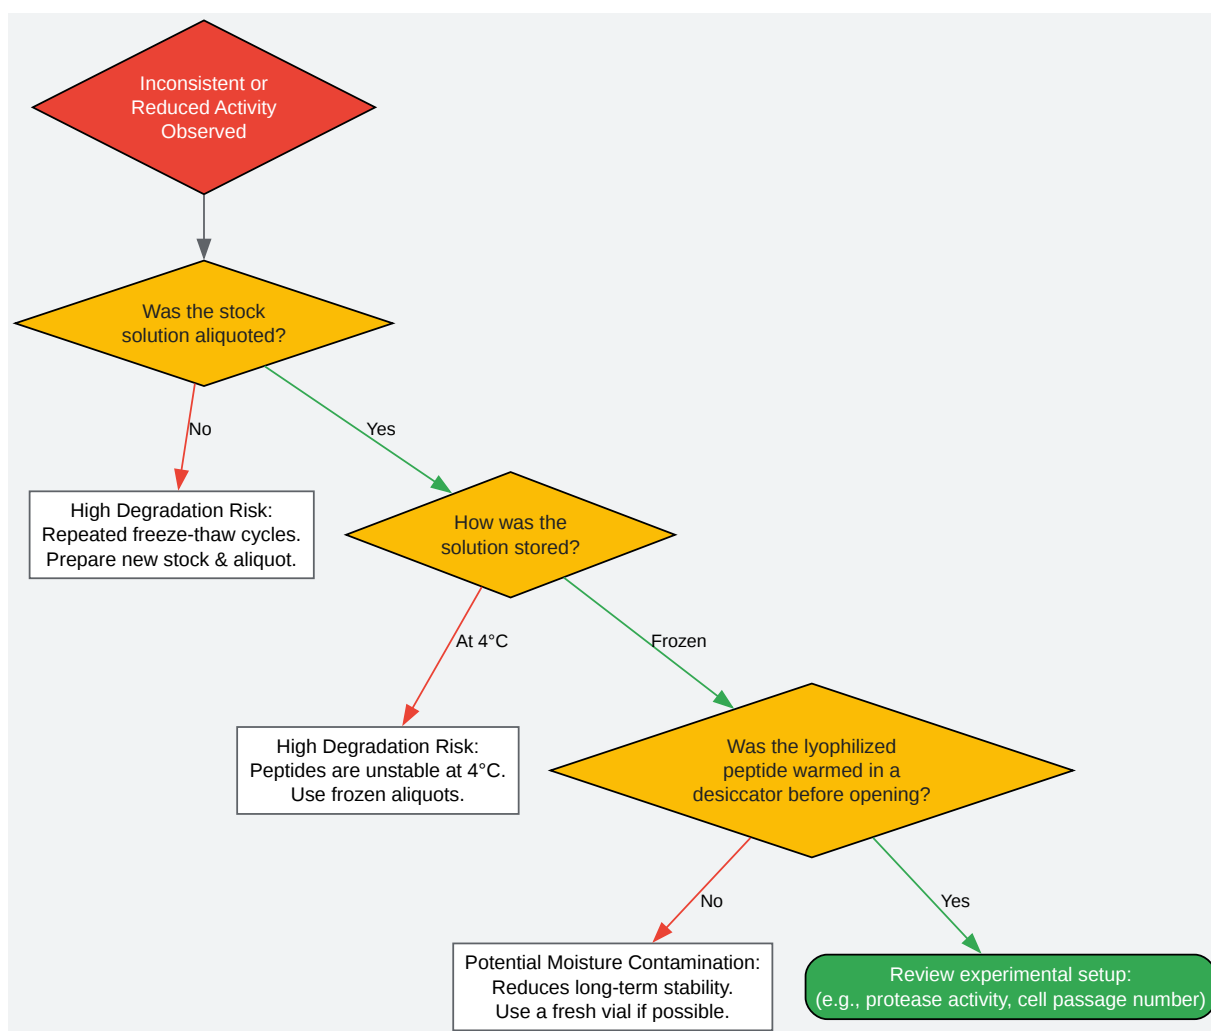 Inconsistent or
Reduced Activity
Observed
Was the stock
solution aliquoted?
No
Yes
High Degradation Risk:
Repeated freeze-thaw cycles.
Prepare new stock & aliquot.
How was the
solution stored?
At 4°C
Frozen
High Degradation Risk:
Peptides are unstable at 4°C.
Use frozen aliquots.
Was the lyophilized
peptide warmed in a
desiccator before opening?
No
Yes
Potential Moisture Contamination:
Reduces long-term stability.
Use a fresh vial if possible.
Review experimental setup:
(e.g., protease activity, cell passage number)